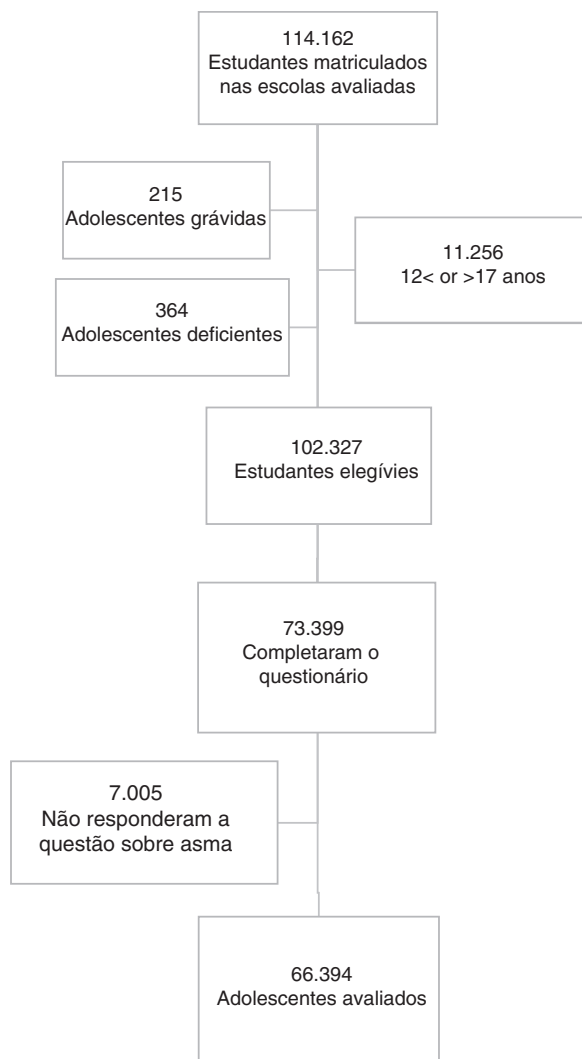 114.162
Estudantes matriculados
nas escolas avaliadas
215
Adolescentes grávidas
11.256
12< or >17 anos
364
Adolescentes deficientes
102.327
Estudantes elegívies
73.399
Completaram o
questionário
7.005
Não responderam a
questão sobre asma
66.394
Adolescentes avaliados